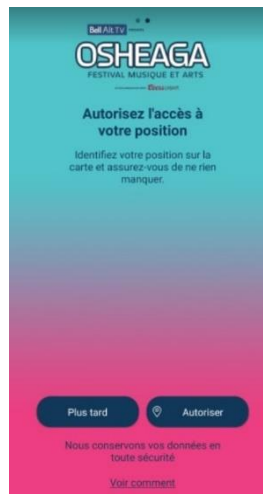 Bell Alt TV
OSHEAGA
FESTIVAL MUSIQUE ET ARTS
Autorisez l'accès à
votre position
Identifiez votre position sur la
carte et assurez-vous de ne rien
manquer.
Plus tard
Autoriser
Nous conservons vos données en
toute sécurité
Voir comment